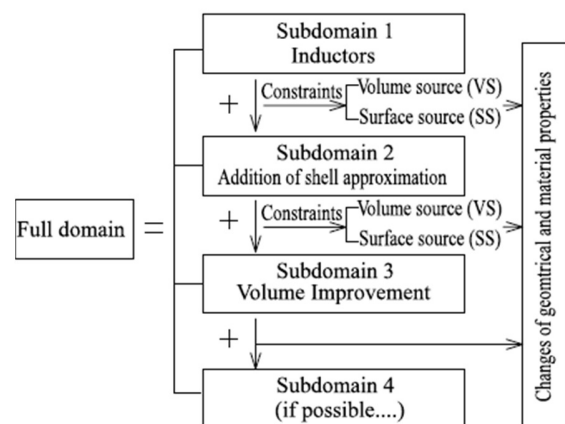 Subdomain 1
Inductors
+
Constraints
Volume source (VS)
Surface source (SS)
Subdomain 2
Addition of shell approximation
Full domain
=
+
Constraints
Volume source (VS)
Surface source (SS)
Subdomain 3
Volume Improvement
+
Subdomain 4
(if possible....)
Changes of geomtrical and material properties